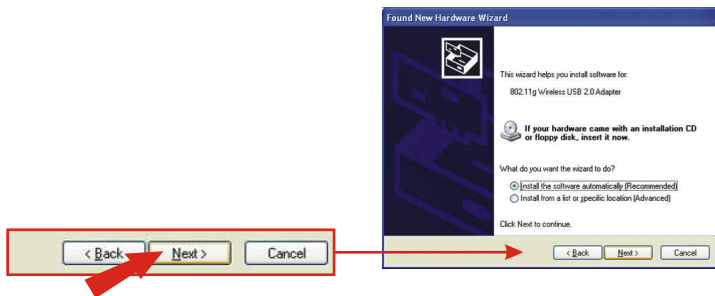 Found New Hardware Wizard
This wizard helps you install software for:
802.11g Wireless USB 2.0 Adapter
If your hardware came with an installation CD
or floppy disk, insert it now.
What do you want the wizard to do?
Install the software automatically (Recommended)
Install from a list or specific location (Advanced)
Click Next to continue.
< Back Next > Cancel
< Back Next > Cancel